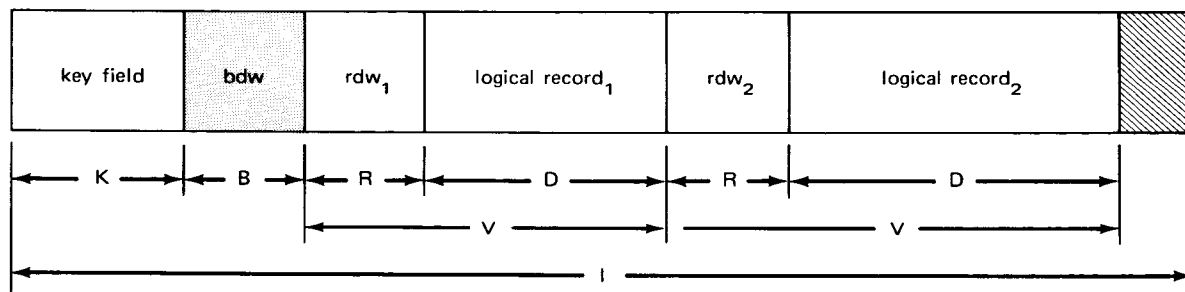 key field bdw rdw1 logical record1 rdw2 logical record2
K B R D R D
V V
I